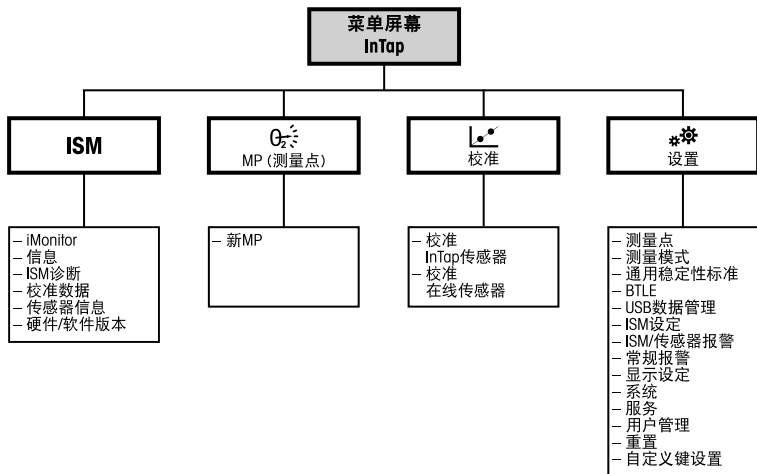 菜单屏幕
InTap
ISM
O₂
MP (测量点)
校准
设置
– iMonitor
– 信息
– ISM诊断
– 校准数据
– 传感器信息
– 硬件/软件版本
– 新MP
– 校准
InTap传感器
– 校准
在线传感器
– 测量点
– 测量模式
– 通用稳定性标准
– BTLE
– USB数据管理
– ISM设定
– ISM/传感器报警
– 常规报警
– 显示设定
– 系统
– 服务
– 用户管理
– 重置
– 自定义键设置